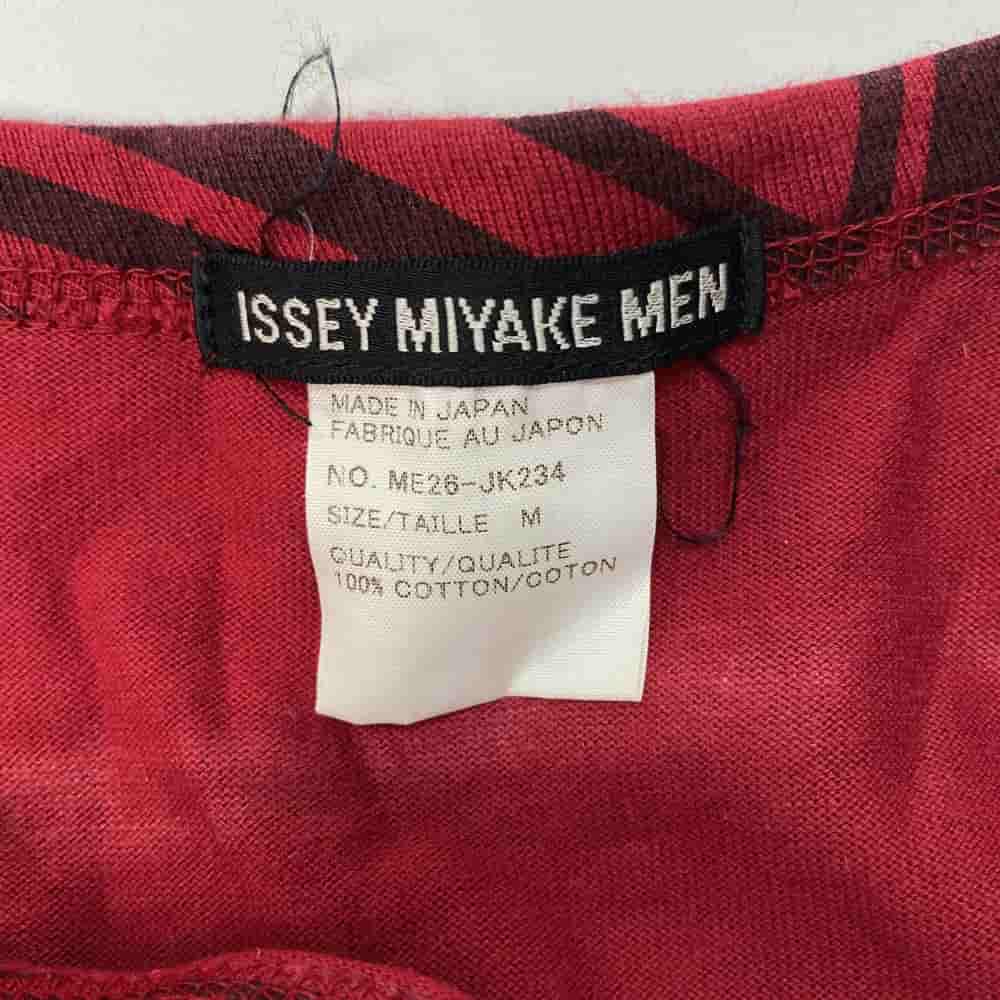 ISSEY MIYAKE MEN
MADE IN JAPAN
FABRIQUE AU JAPON
NO. ME26-JK234
SIZE/TAILLE M
QUALITY/QUALITE
100% COTTON/COTON